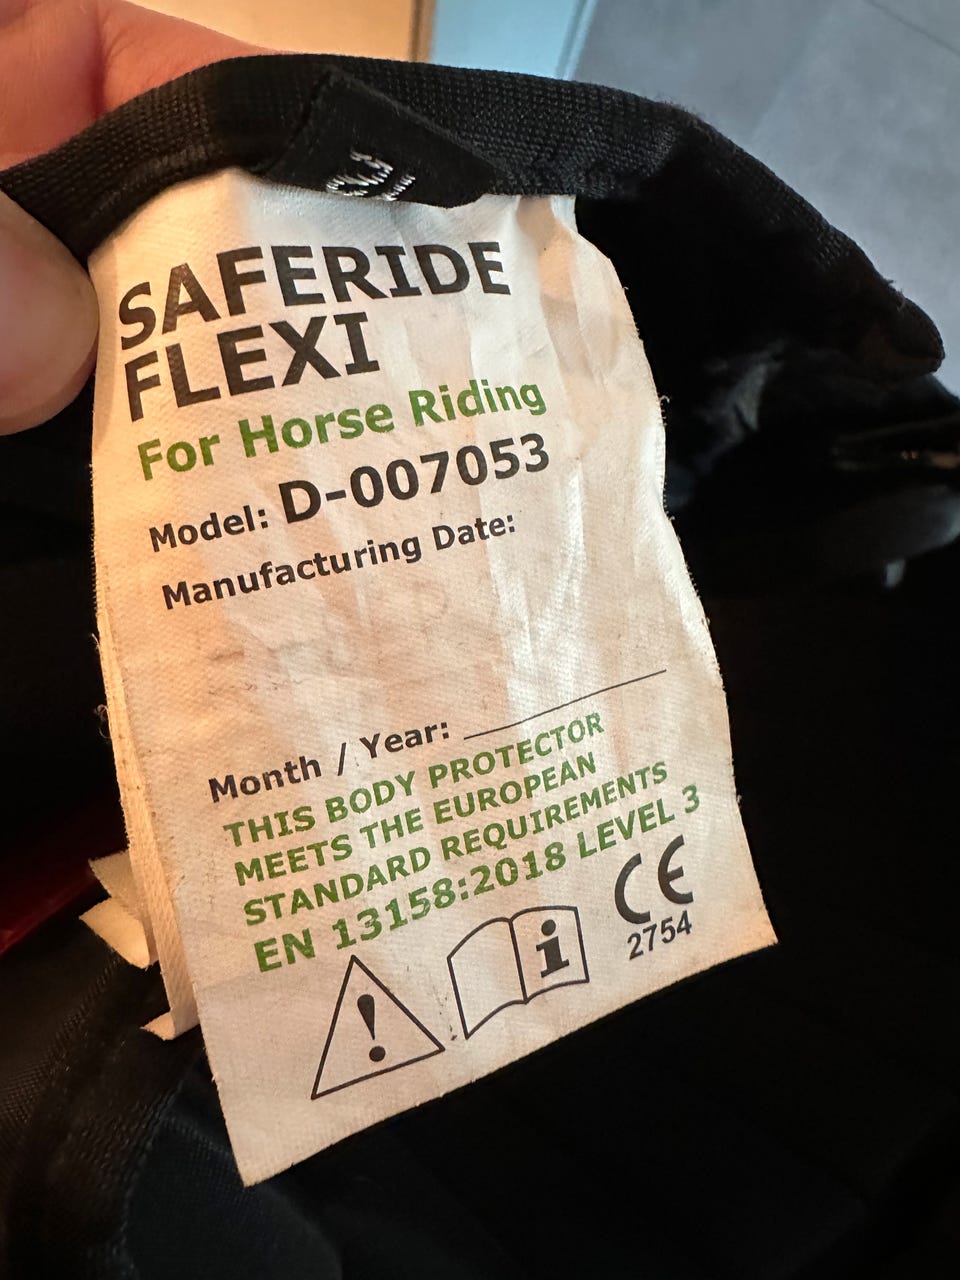 SAFERIDE
FLEXI
For Horse Riding
Model: D-007053
Manufacturing Date:
Month / Year:
THIS BODY PROTECTOR
MEETS THE EUROPEAN
STANDARD REQUIREMENTS
EN 13158:2018 LEVEL 3
CE
2754